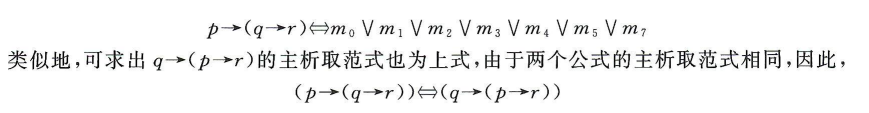 p→(q→r)⇔m₀∨m₁∨m₂∨m₃∨m₄∨m₅∨m₇
类似地,可求出 q→(p→r)的主析取范式也为上式,由于两个公式的主析取范式相同,因此,
(p→(q→r))⇔(q→(p→r))